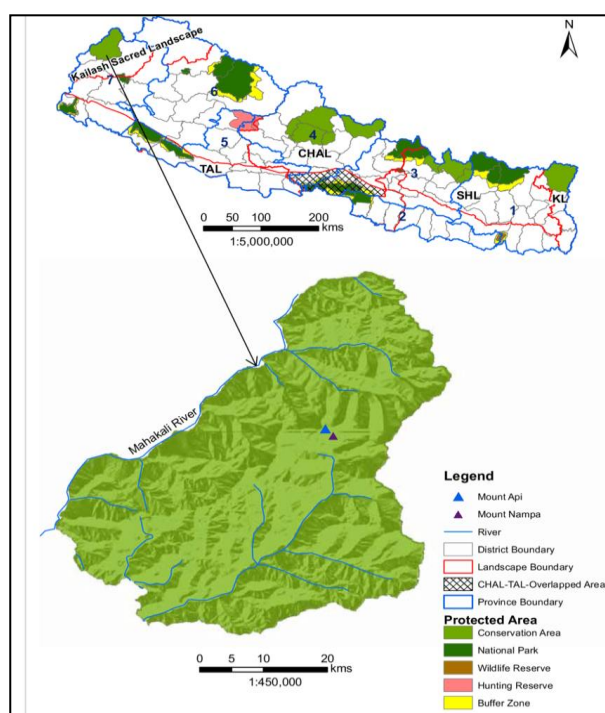 N
Kailash Sacred Landscape
7
6
5
4
CHAL
TAL
3
2
SHL
1
KL
0 50 100 200
kms
1:5,000,000
Mahakali River
Legend
Mount Api
Mount Nampa
River
District Boundary
Landscape Boundary
CHAL-TAL-Overlapped Area
Province Boundary
Protected Area
Conservation Area
National Park
Wildlife Reserve
Hunting Reserve
Buffer Zone
0 5 10 20
kms
1:450,000